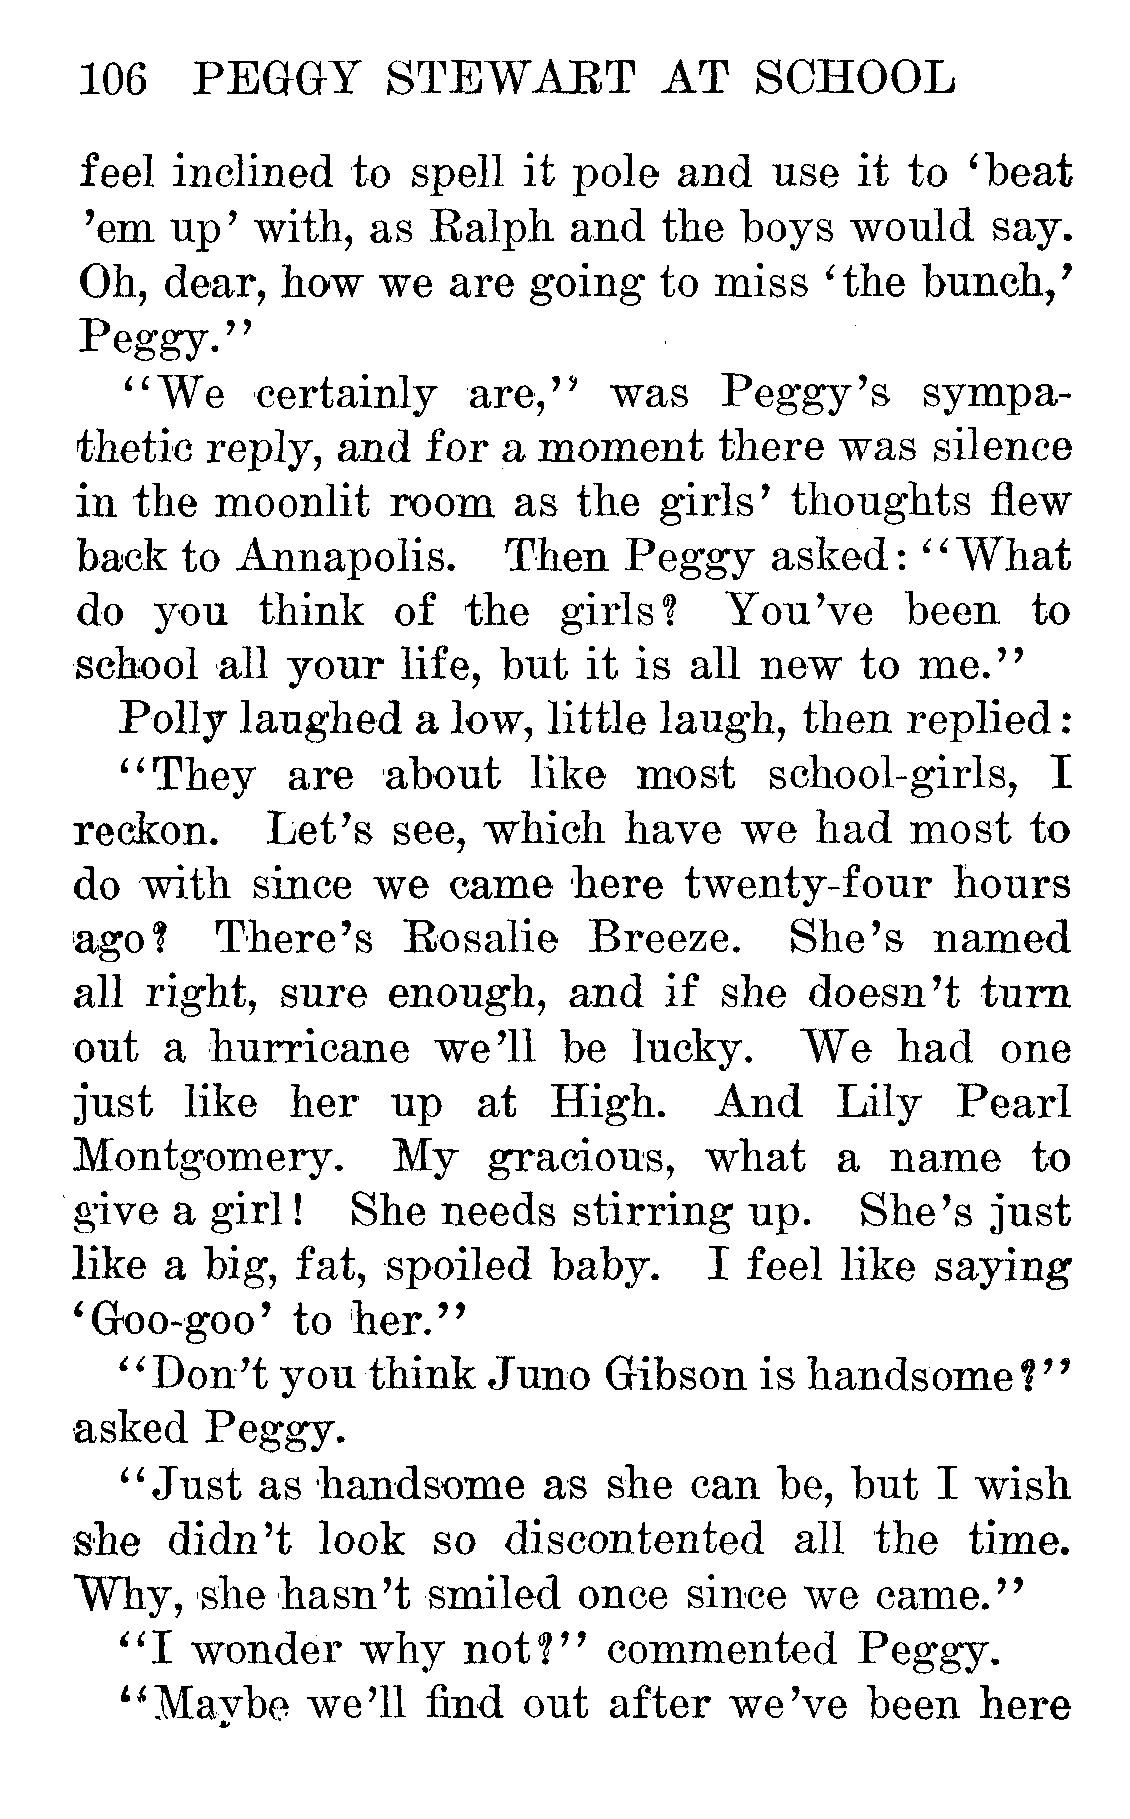 106 PEGGY STEWART AT SCHOOL
feel inclined to spell it pole and use it to ‘beat
’em up’ with, as Ralph and the boys would say.
Oh, dear, how we are going to miss ‘the bunch,’
Peggy.”
“We certainly are,” was Peggy’s sympa-
thetic reply, and for a moment there was silence
in the moonlit room as the girls’ thoughts flew
back to Annapolis. Then Peggy asked: “What
do you think of the girls? You’ve been to
school all your life, but it is all new to me.”
Polly laughed a low, little laugh, then replied:
“They are about like most school-girls, I
reckon. Let’s see, which have we had most to
do with since we came here twenty-four hours
ago? There’s Rosalie Breeze. She’s named
all right, sure enough, and if she doesn’t turn
out a hurricane we’ll be lucky. We had one
just like her up at High. And Lily Pearl
Montgomery. My gracious, what a name to
give a girl! She needs stirring up. She’s just
like a big, fat, spoiled baby. I feel like saying
‘Goo-goo’ to her.”
“Don’t you think Juno Gibson is handsome?”
asked Peggy.
“Just as handsome as she can be, but I wish
she didn’t look so discontented all the time.
Why, she hasn’t smiled once since we came.”
“I wonder why not?” commented Peggy.
“Maybe we’ll find out after we’ve been here